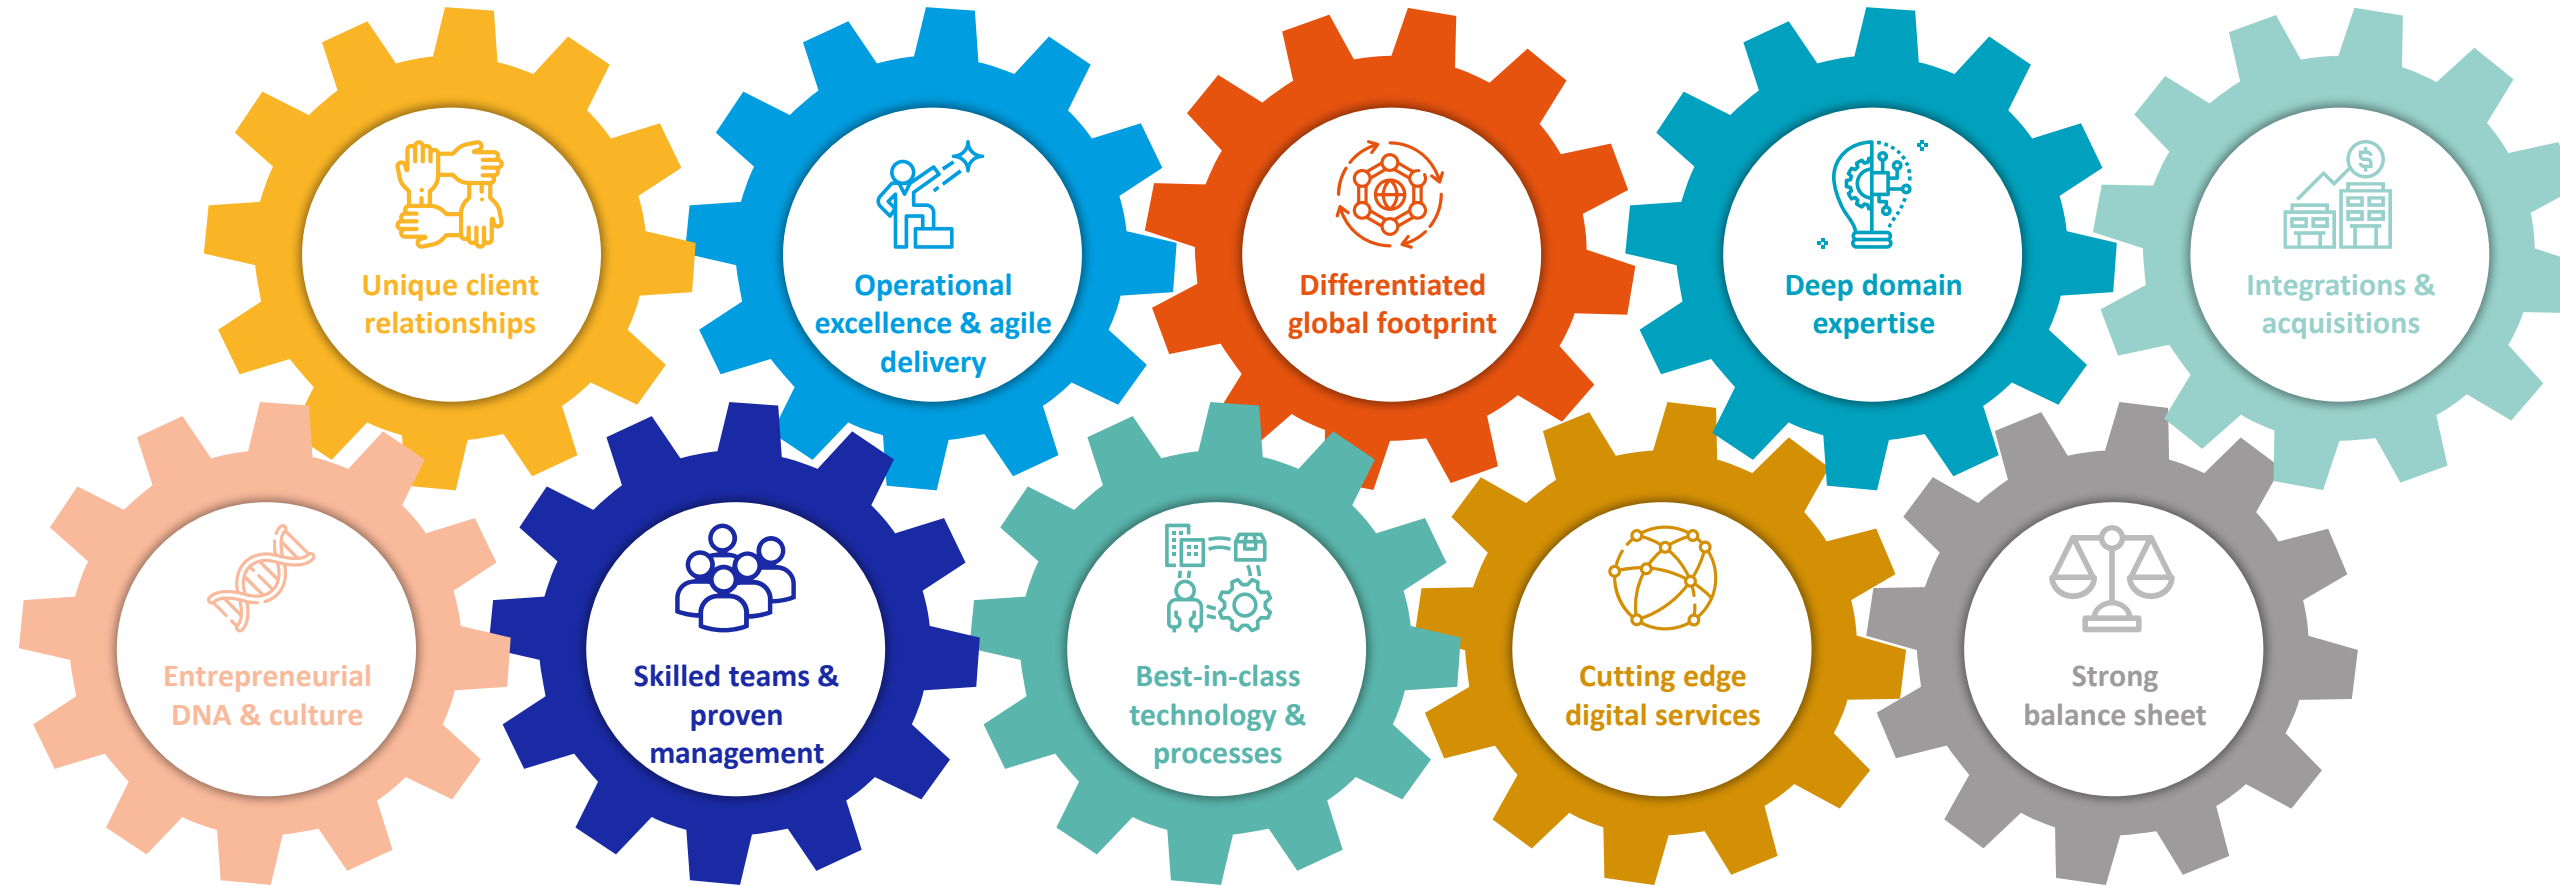 Unique client
relationships
Operational
excellence & agile
delivery
Differentiated
global footprint
Deep domain
expertise
Integrations &
acquisitions
Entrepreneurial
DNA & culture
Skilled teams &
proven
management
Best-in-class
technology &
processes
Cutting edge
digital services
Strong
balance sheet